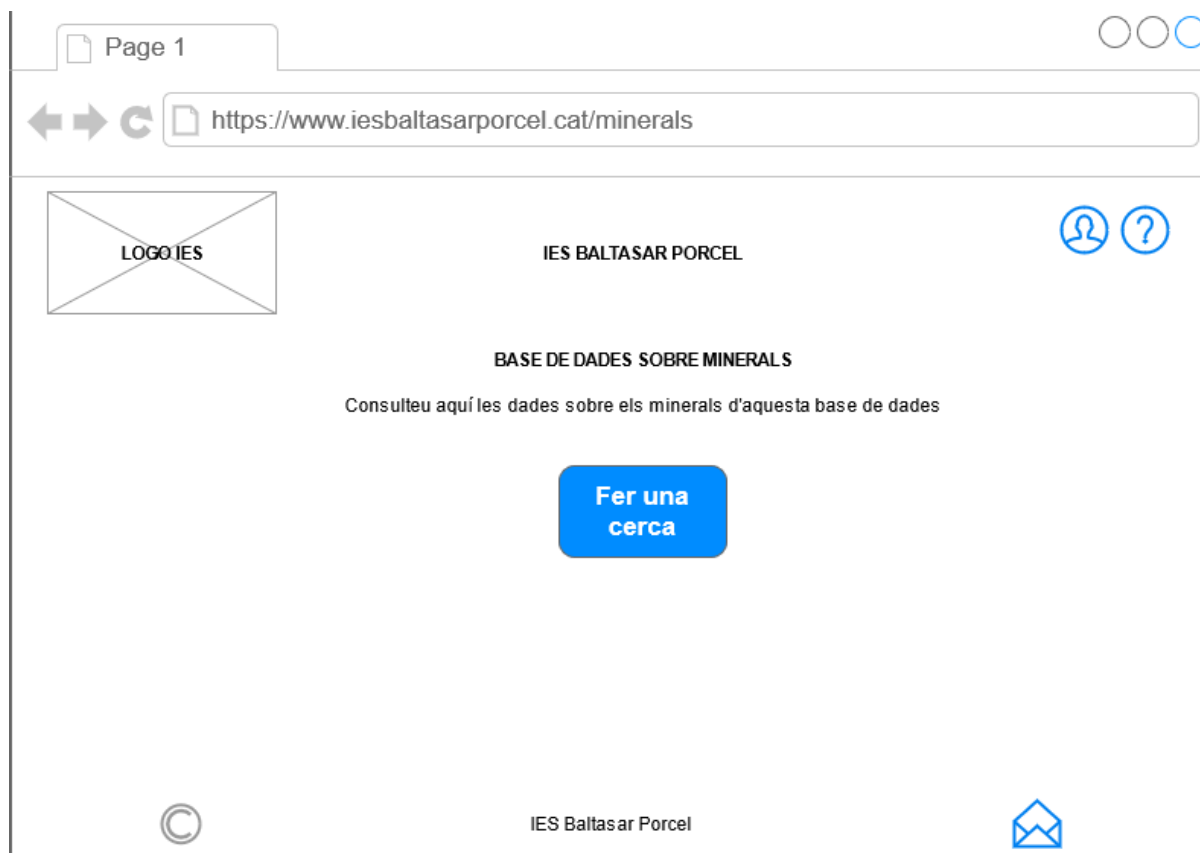 Page 1
https://www.iesbaltasarporcel.cat/minerals
LOGO IES
IES BALTASAR PORCEL
?
BASE DE DADES SOBRE MINERALS
Consulteu aquí les dades sobre els minerals d'aquesta base de dades
Fer una
cerca
©
IES Baltasar Porcel